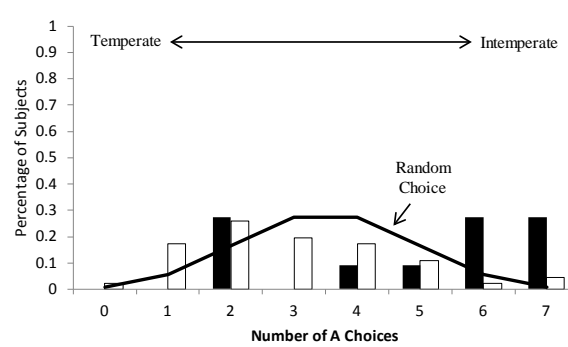 1
0.9
Temperate
Intemperate
0.8
0.7
0.6
0.5
Random
Choice
0.4
0.3
0.2
0.1
0
Percentage of Subjects
0 1 2 3 4 5 6 7
Number of A Choices